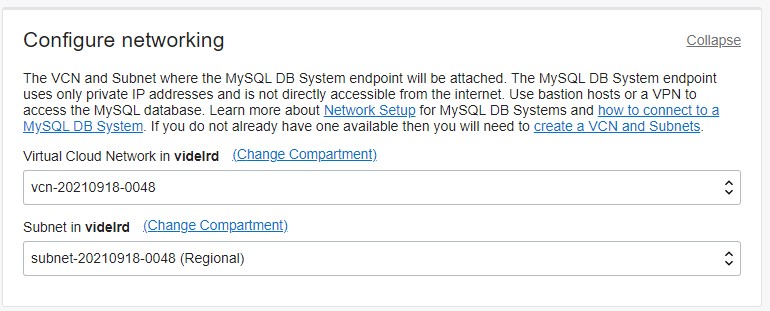 Configure networking
Collapse
The VCN and Subnet where the MySQL DB System endpoint will be attached. The MySQL DB System endpoint
uses only private IP addresses and is not directly accessible from the internet. Use bastion hosts or a VPN to
access the MySQL database. Learn more about Network Setup for MySQL DB Systems and how to connect to a
MySQL DB System. If you do not already have one available then you will need to create a VCN and Subnets.
Virtual Cloud Network in videlrd (Change Compartment)
vcn-20210918-0048
Subnet in videlrd (Change Compartment)
subnet-20210918-0048 (Regional)